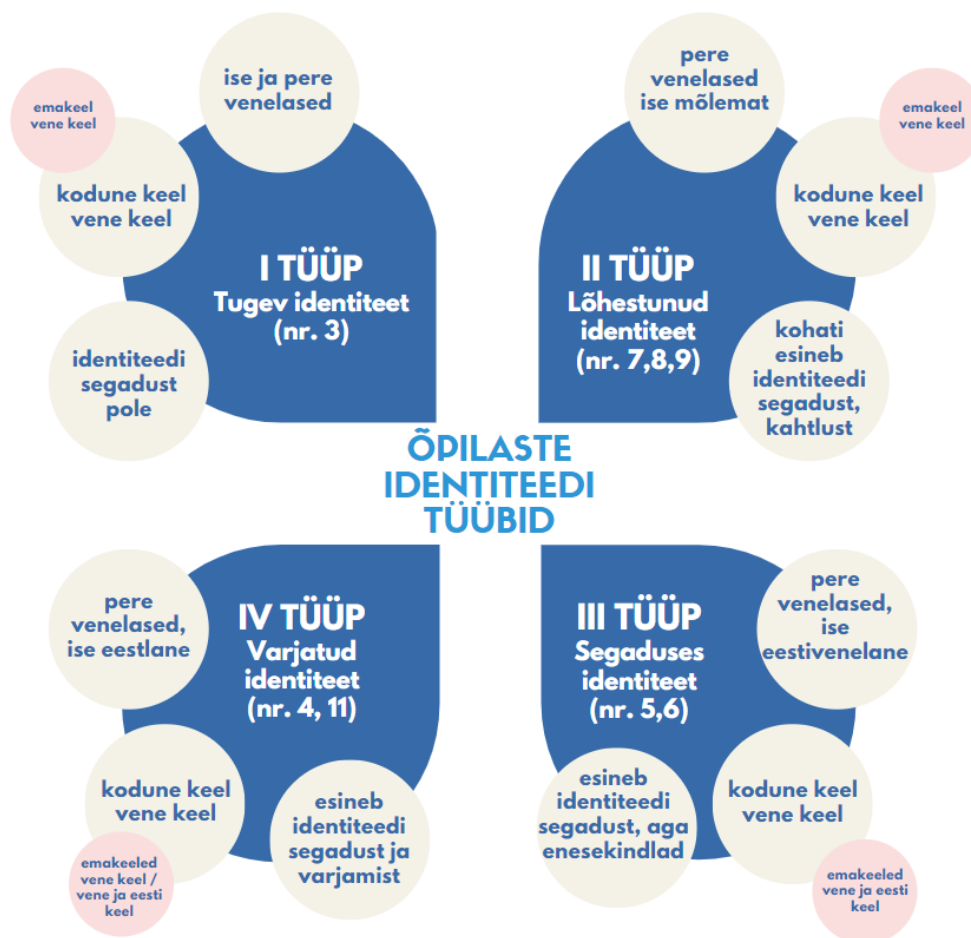 ise ja pere
venelased
emakeel
vene keel
kodune keel
vene keel
I TÜÜP
Tugev identiteet
(nr. 3)
identiteedi
segadust
pole
pere
venelased
ise mõlemat
emakeel
vene keel
kodune keel
vene keel
II TÜÜP
Lõhestunud
identiteet
(nr. 7,8,9)
kohati
esineb
identiteedi
segadust,
kahtlust
ÕPILASTE
IDENTITEEDI
TÜÜBID
pere
venelased,
ise eestlane
IV TÜÜP
Varjatud
identiteet
(nr. 4, 11)
kodune keel
vene keel
emakeeled
vene keel /
vene ja eesti
keel
esineb
identiteedi
segadust ja
varjamist
III TÜÜP
Segaduses
identiteet
(nr. 5,6)
pere
venelased,
ise
eestivenelane
esineb
identiteedi
segadust, aga
enesekindlad
kodune keel
vene keel
emakeeled
vene ja eesti
keel